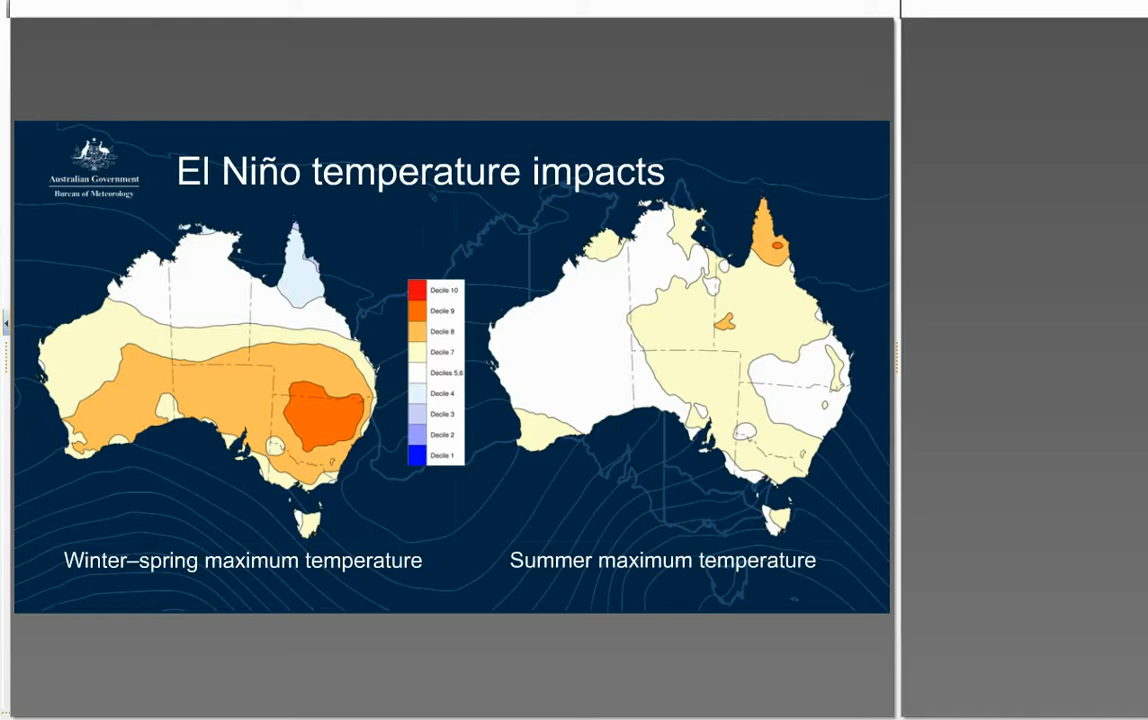 El Niño temperature impacts
Australian Government
Bureau of Meteorology
Decile 10
Decile 9
Decile 8
Decile 7
Deciles 5,6
Decile 4
Decile 3
Decile 2
Decile 1
Winter–spring maximum temperature
Summer maximum temperature